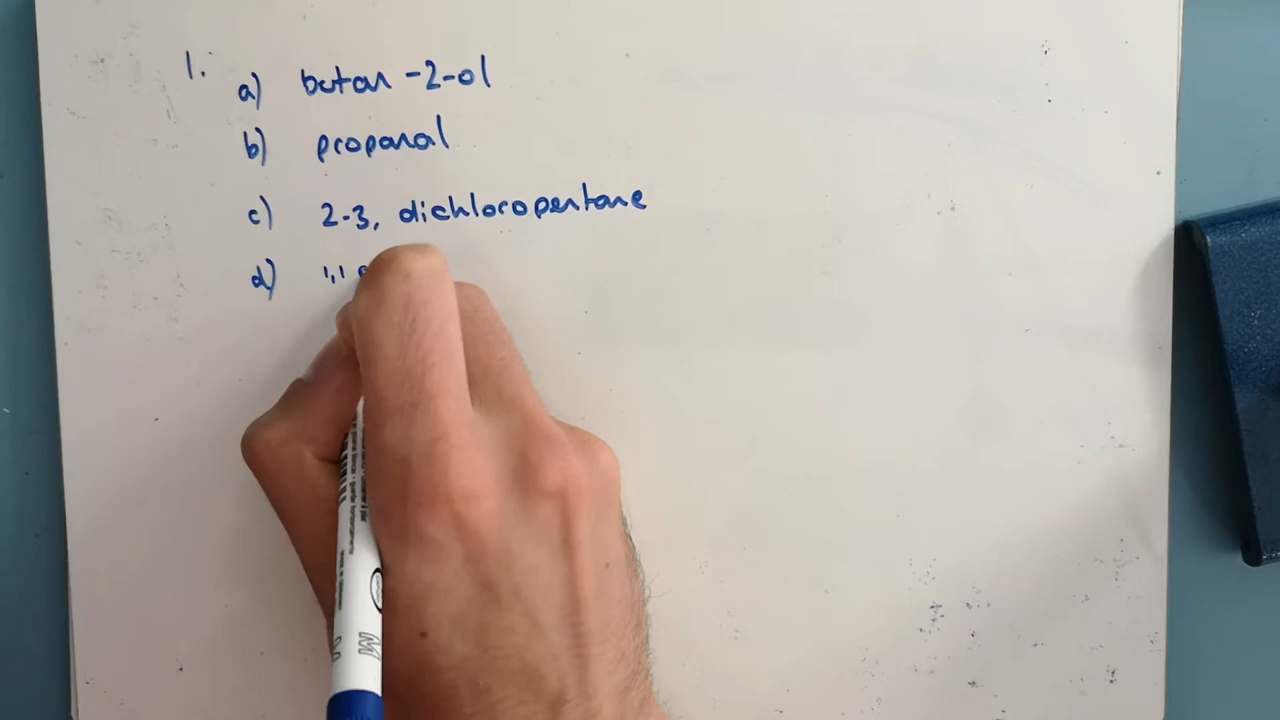 1.
a) butan-2-ol
b) propanal
c) 2-3, dichloropentane
d) 1,1